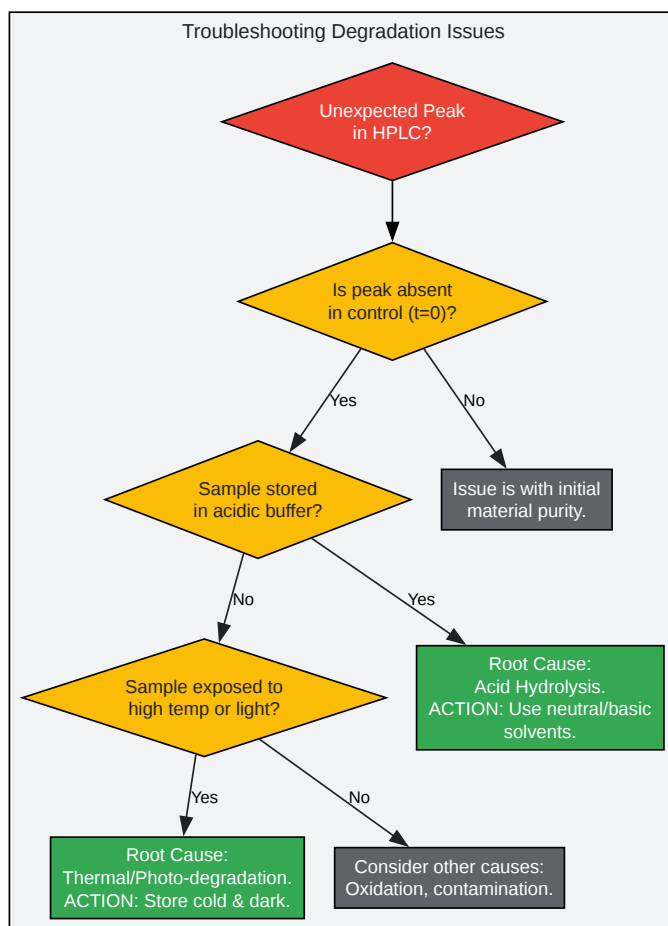 Troubleshooting Degradation Issues
Unexpected Peak
in HPLC?
Is peak absent
in control (t=0)?
Yes
No
Sample stored
in acidic buffer?
Issue is with initial
material purity.
No
Yes
Sample exposed to
high temp or light?
Root Cause:
Acid Hydrolysis.
ACTION: Use neutral/basic
solvents.
Yes
No
Root Cause:
Thermal/Photo-degradation.
ACTION: Store cold & dark.
Consider other causes:
Oxidation, contamination.